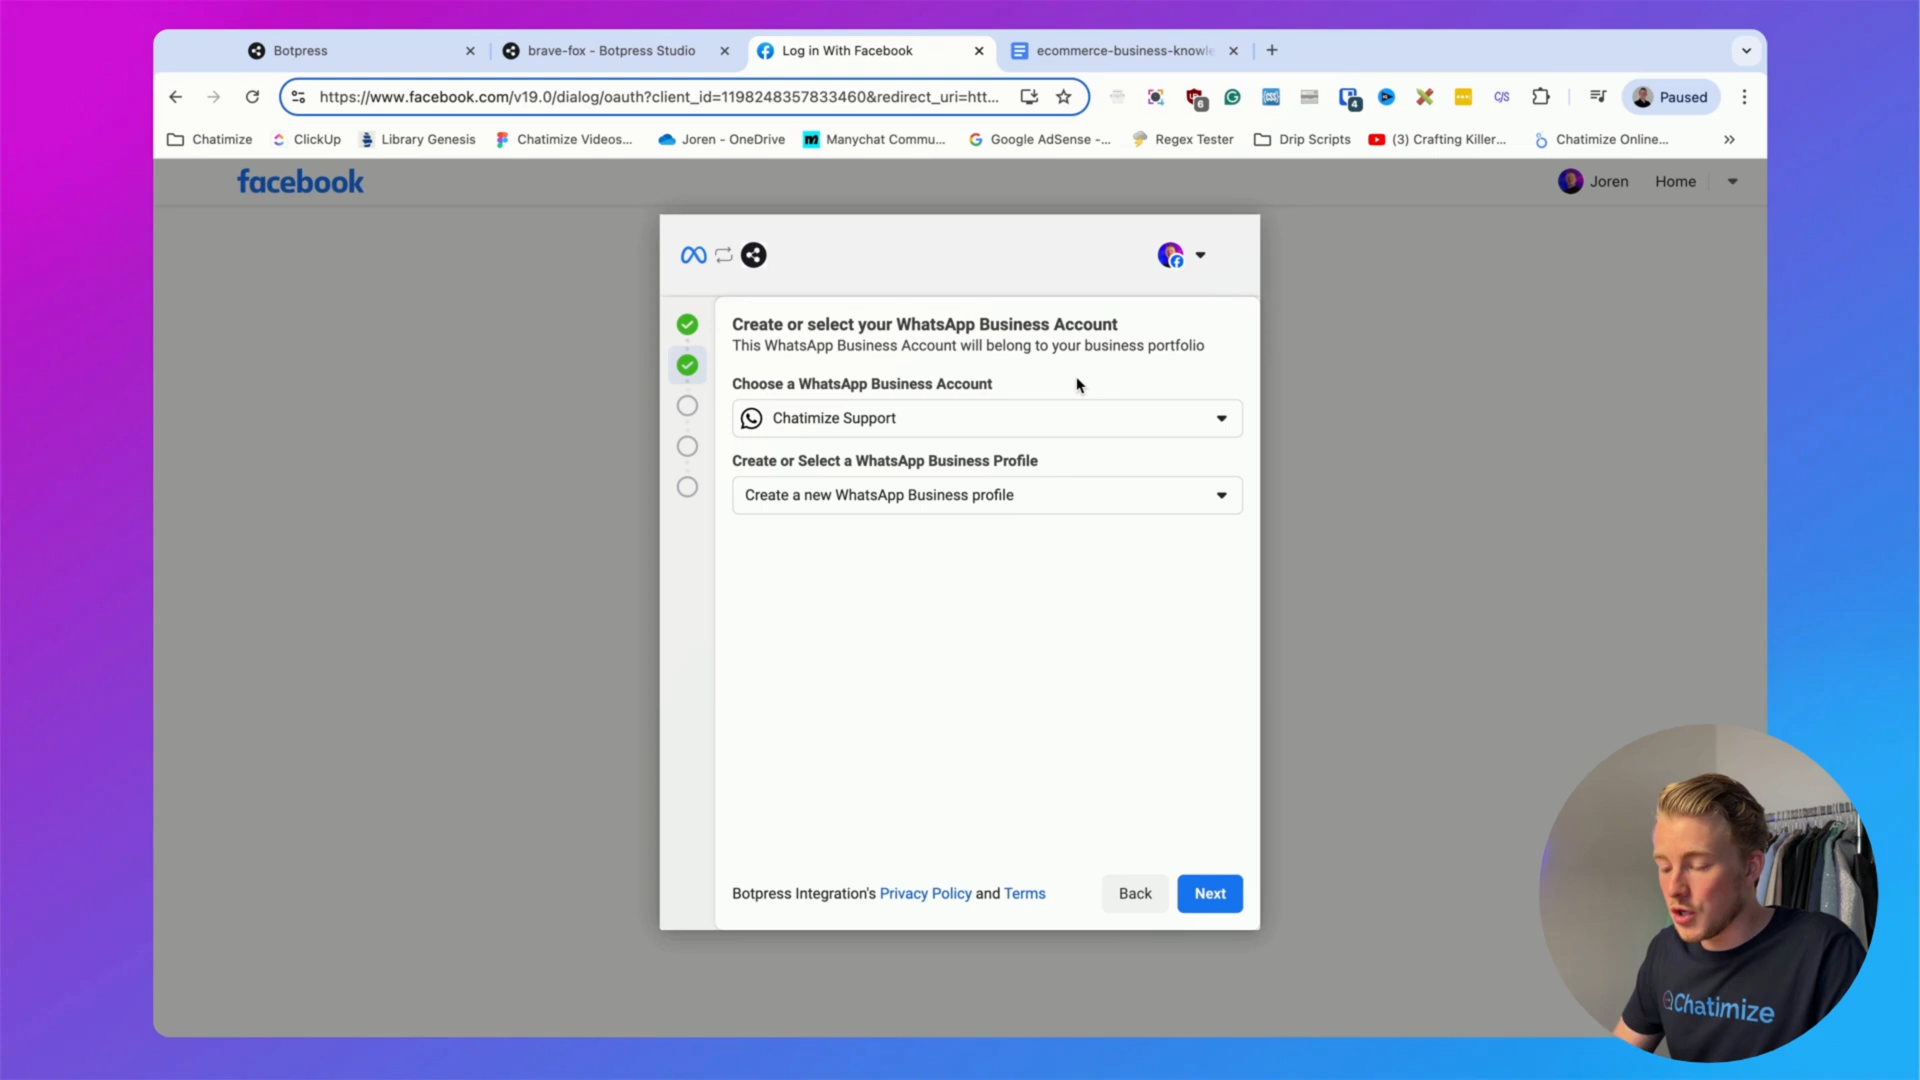 Botpress
brave-fox - Botpress Studio
Log in With Facebook
ecommerce-business-knowle
https://www.facebook.com/v19.0/dialog/oauth?client_id=1198248357833460&redirect_uri=htt...
6
4
C/S
Paused
Chatimize
ClickUp
Library Genesis
Chatimize Videos...
Joren - OneDrive
Manychat Commu...
Google AdSense -...
Regex Tester
Drip Scripts
(3) Crafting Killer...
Chatimize Online...
facebook
Joren
Home
Create or select your WhatsApp Business Account
This WhatsApp Business Account will belong to your business portfolio
Choose a WhatsApp Business Account
Chatimize Support
Create or Select a WhatsApp Business Profile
Create a new WhatsApp Business profile
Botpress Integration's Privacy Policy and Terms
Back
Next
Chatimize